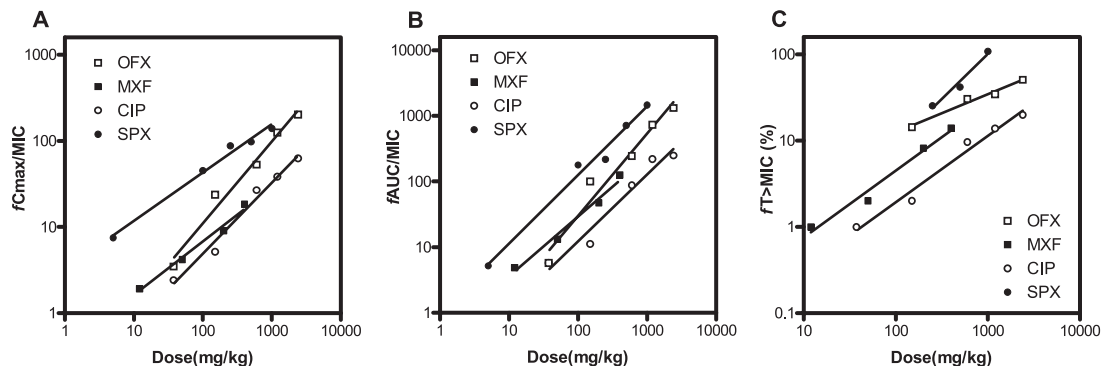 A
OFX
MXF
CIP
SPX
fCmax/MIC
1000
100
10
1
1 10 100 1000 10000
Dose(mg/kg)
B
OFX
MXF
CIP
SPX
fAUC/MIC
10000
1000
100
10
1
1 10 100 1000 10000
Dose(mg/kg)
C
fT>MIC (%)
100
10
1
0.1
OFX
MXF
CIP
SPX
10 100 1000 10000
Dose(mg/kg)